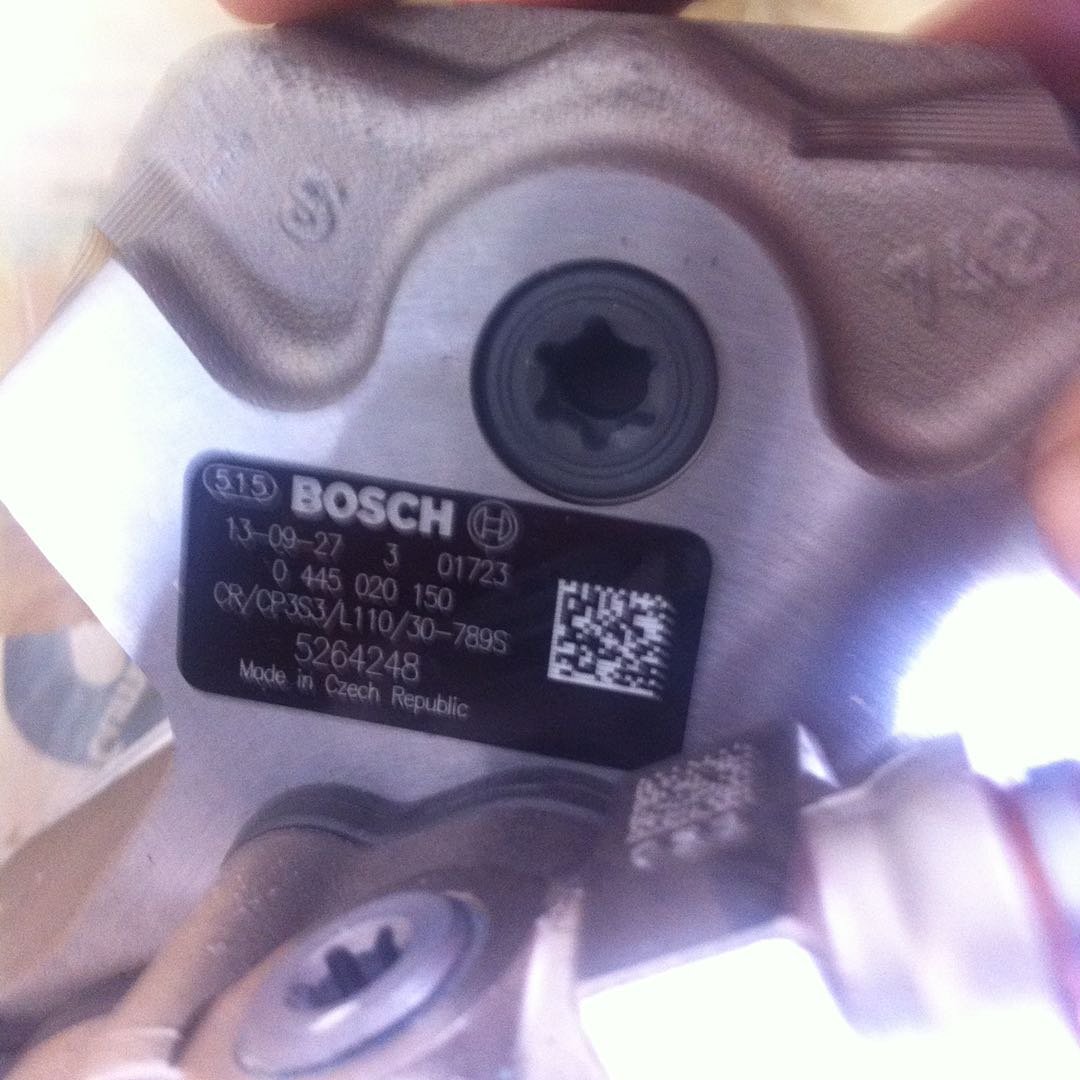 515 BOSCH
13-09-27 3 01723
0 445 020 150
CR/CP3S3/L110/30-789S
5264248
Made in Czech Republic